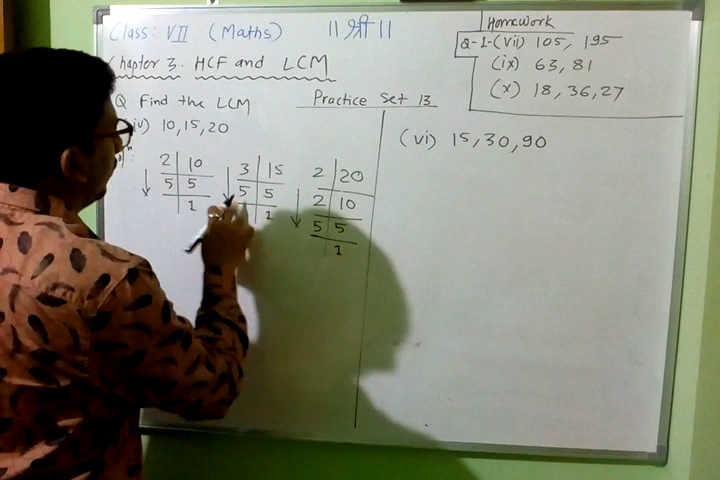 Class: VII (Maths) ॥ श्री ॥
Chapter 3. HCF and LCM
Q Find the LCM Practice Set 13
iv) 10, 15, 20
2 | 10
5 | 5
1
3 | 15
5 | 5
1
2 | 20
2 | 10
5 | 5
1
(vi) 15, 30, 90
Homework
Q-1-(vii) 105, 195
(ix) 63, 81
(x) 18, 36, 27